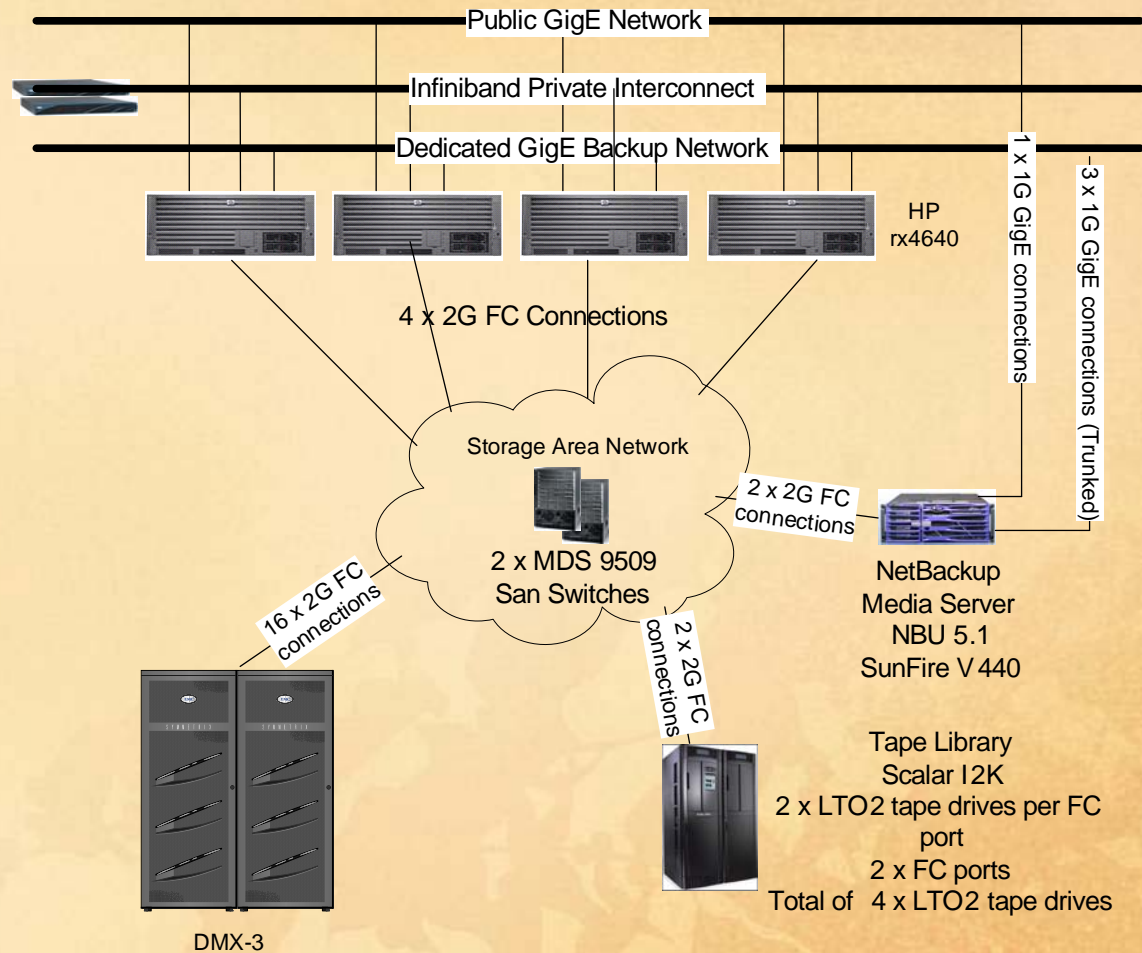 Public GigE Network
Infiniband Private Interconnect
Dedicated GigE Backup Network
HP
rx4640
1 x 1G GigE connections
3 x 1G GigE connections (Trunked)
4 x 2G FC Connections
Storage Area Network
2 x MDS 9509
San Switches
2 x 2G FC
connections
NetBackup
Media Server
NBU 5.1
SunFire V440
16 x 2G FC
connections
2 x 2G FC
connections
Tape Library
Scalar I2K
2 x LTO2 tape drives per FC
port
2 x FC ports
Total of 4 x LTO2 tape drives
DMX-3